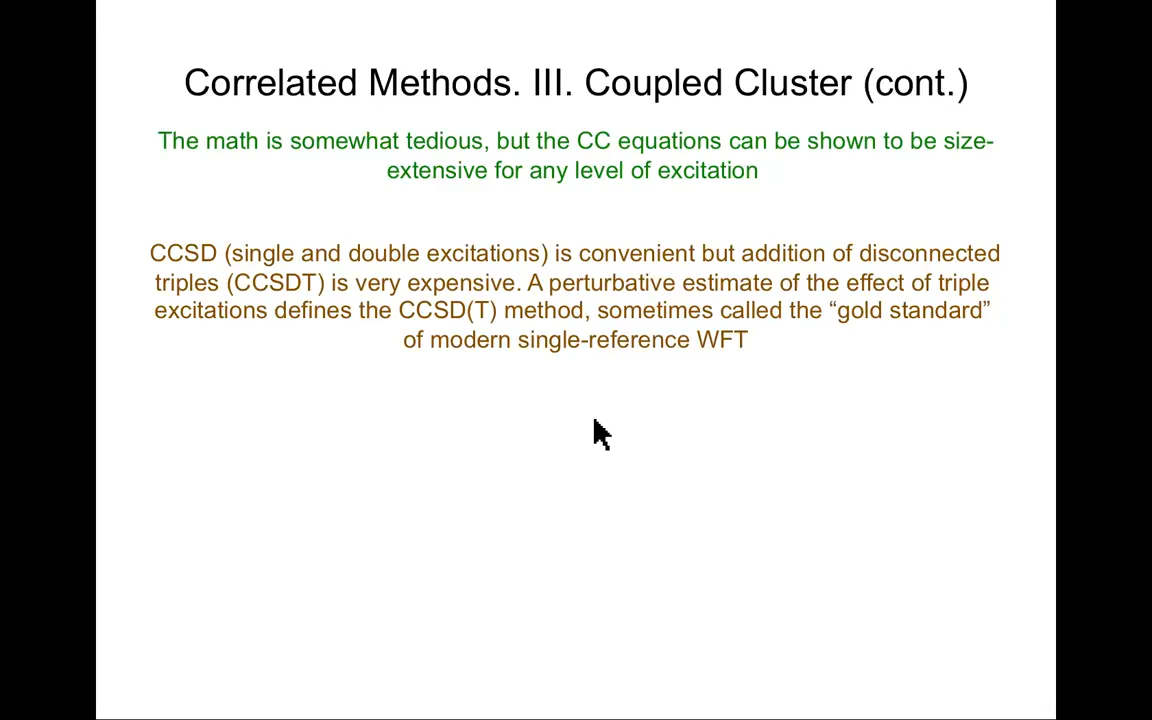 Correlated Methods. III. Coupled Cluster (cont.)
The math is somewhat tedious, but the CC equations can be shown to be size-
extensive for any level of excitation
CCSD (single and double excitations) is convenient but addition of disconnected
triples (CCSDT) is very expensive. A perturbative estimate of the effect of triple
excitations defines the CCSD(T) method, sometimes called the “gold standard”
of modern single-reference WFT